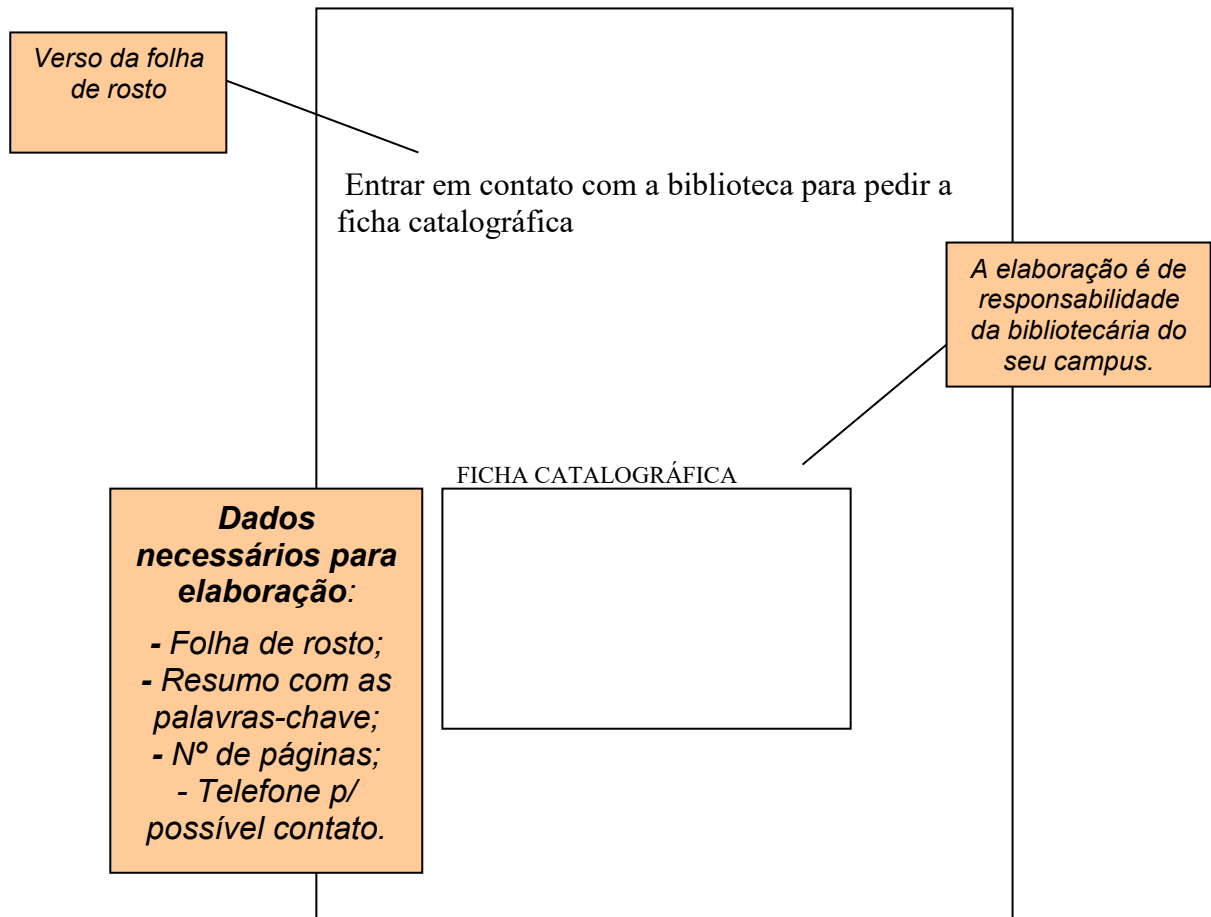 Verso da folha
de rosto
Entrar em contato com a biblioteca para pedir a
ficha catalográfica
A elaboração é de
responsabilidade
da bibliotecária do
seu campus.
FICHA CATALOGRÁFICA
Dados
necessários para
elaboração:
- Folha de rosto;
- Resumo com as
palavras-chave;
- Nº de páginas;
- Telefone p/
possível contato.